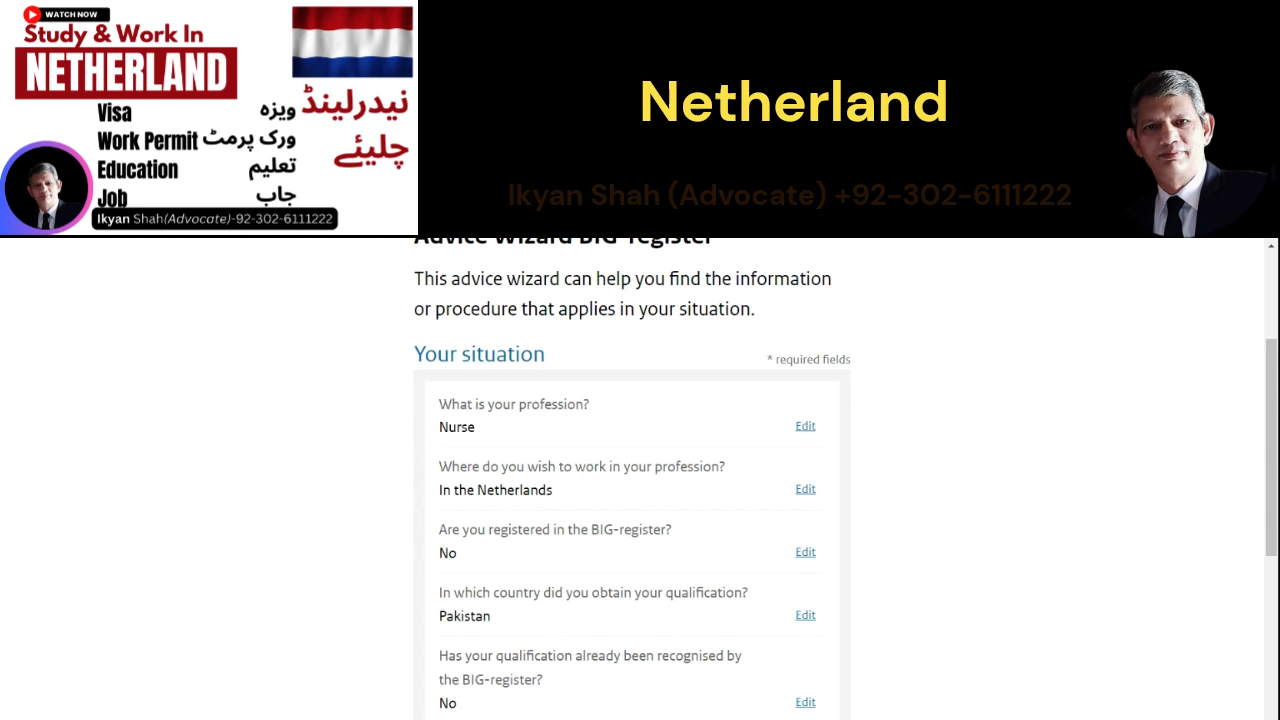 WATCH NOW
Study & Work In
NETHERLAND
Visa
Work Permit
Education
Job
ویزہ
ورک پرمٹ
تعلیم
جاب
نیدرلینڈ
چلیئے
Ikyan Shah(Advocate)-92-302-6111222
Netherland
Ikyan Shah (Advocate) +92-302-6111222
Advice Wizard BIG-register
This advice wizard can help you find the information
or procedure that applies in your situation.
Your situation
* required fields
What is your profession?
Nurse
Edit
Where do you wish to work in your profession?
In the Netherlands
Edit
Are you registered in the BIG-register?
No
Edit
In which country did you obtain your qualification?
Pakistan
Edit
Has your qualification already been recognised by
the BIG-register?
No
Edit